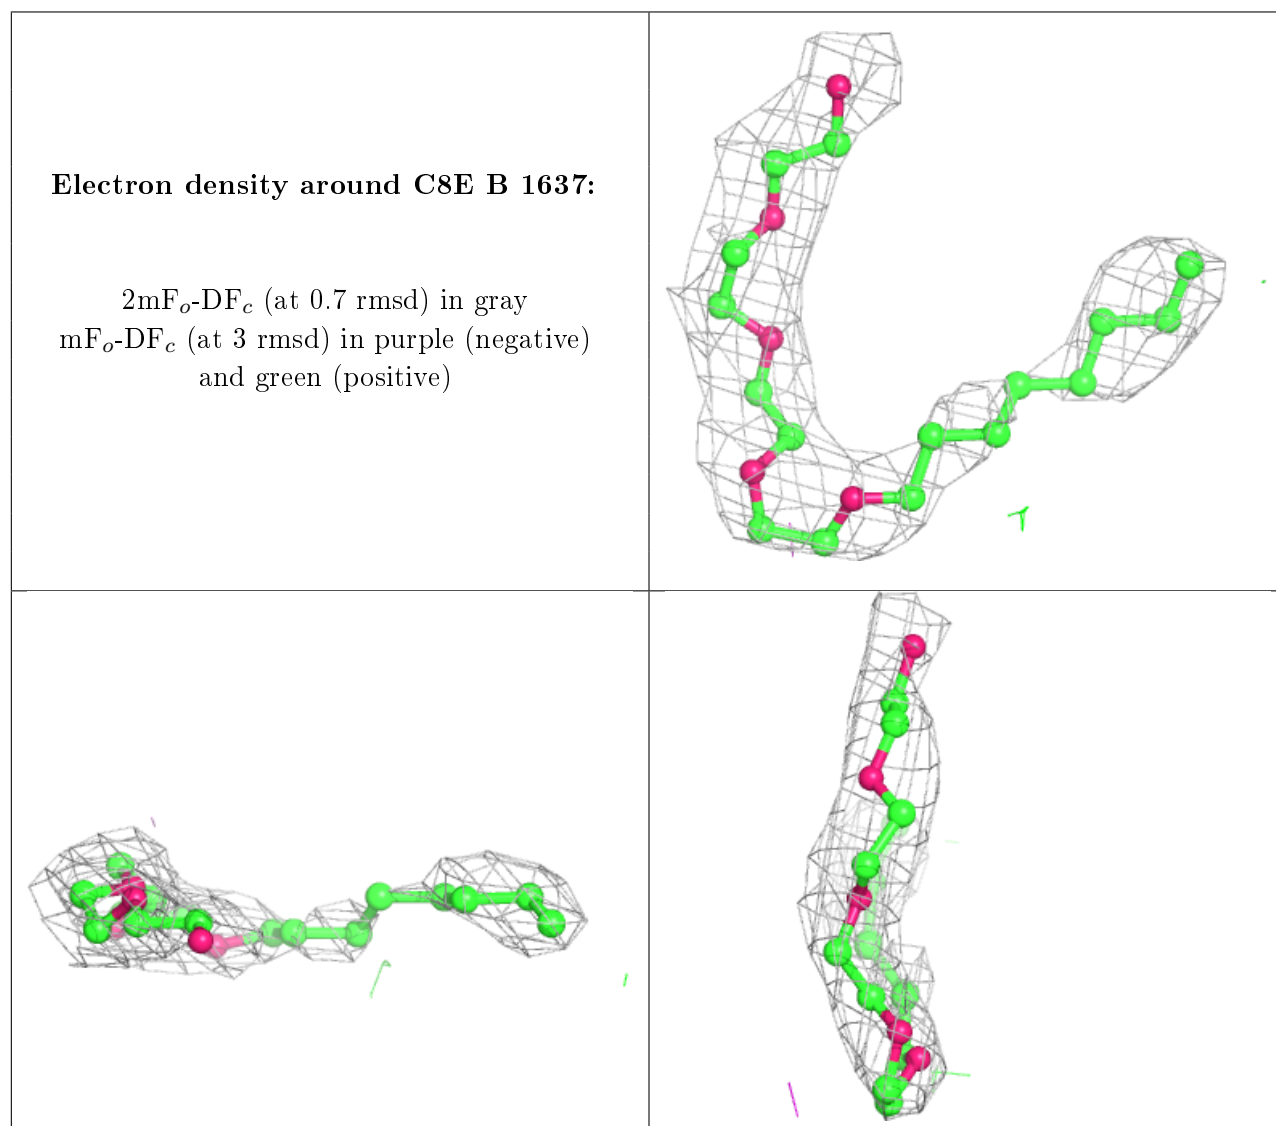 Electron density around C8E B 1637:
2mFo-DFc (at 0.7 rmsd) in gray
mFo-DFc (at 3 rmsd) in purple (negative)
and green (positive)